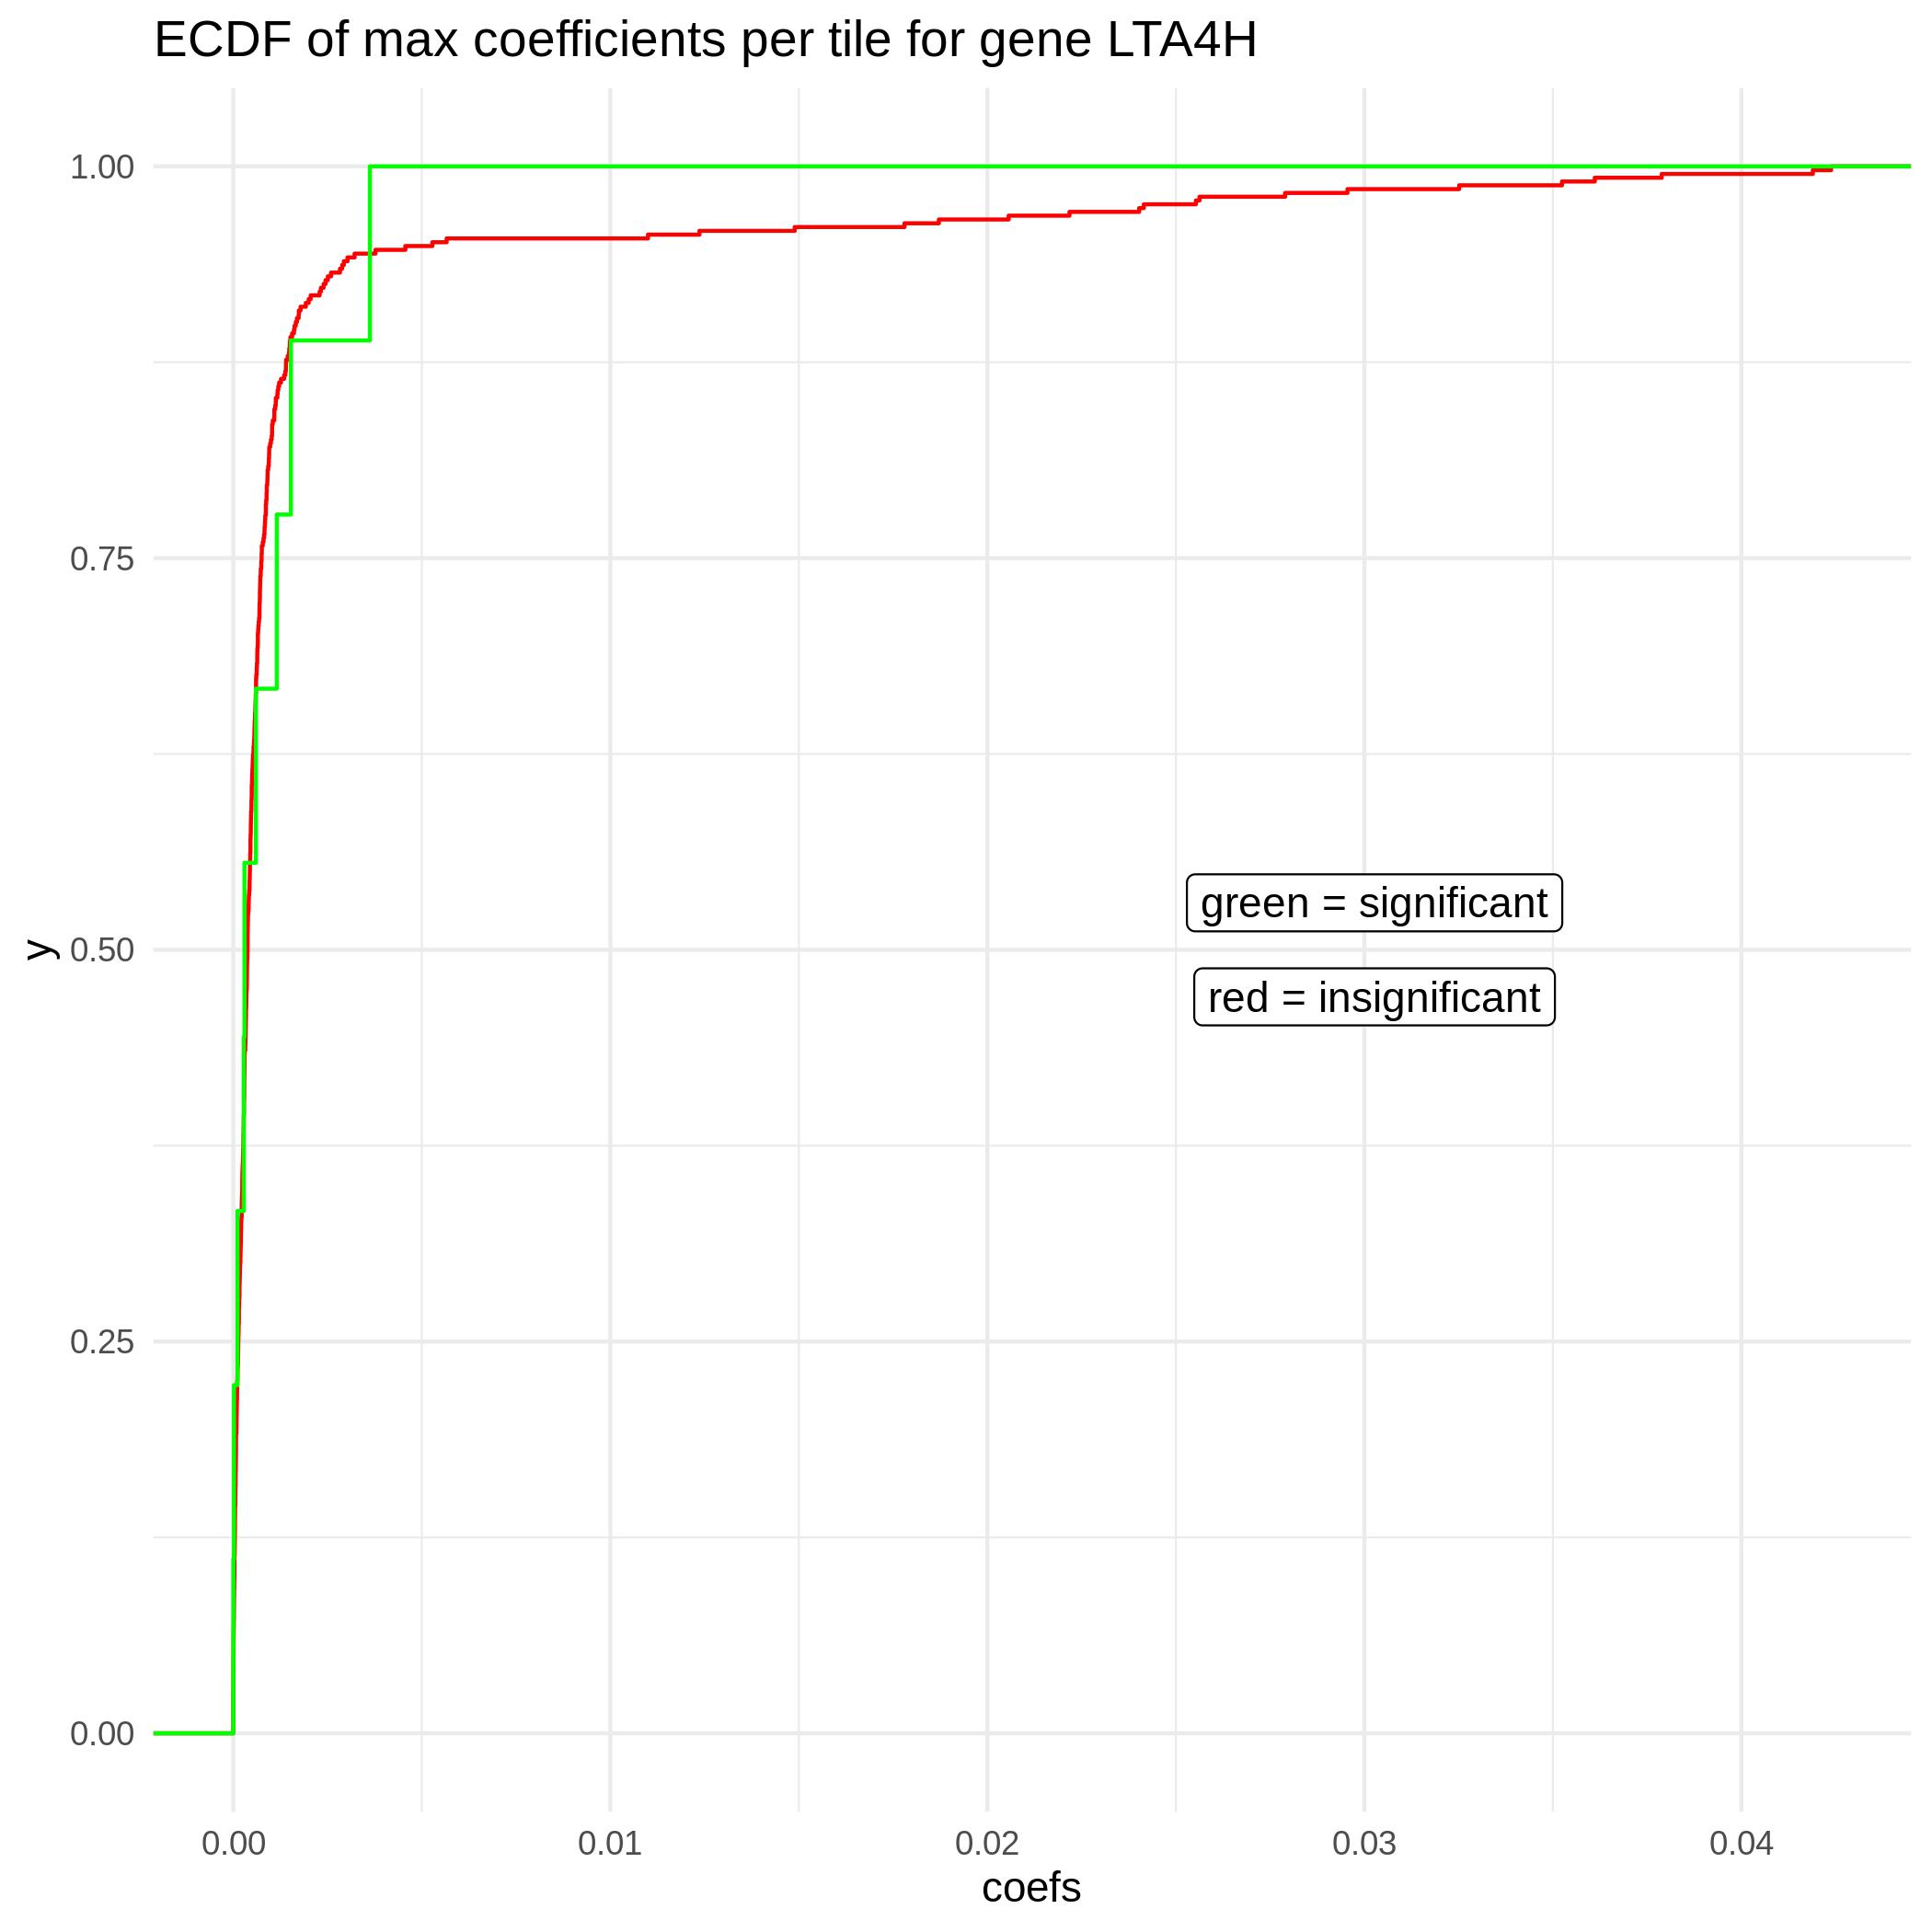 ECDF of max coefficients per tile for gene LTA4H
1.00
0.75
0.50
0.25
0.00
y
green = significant
red = insignificant
0.00 0.01 0.02 0.03 0.04
coefs